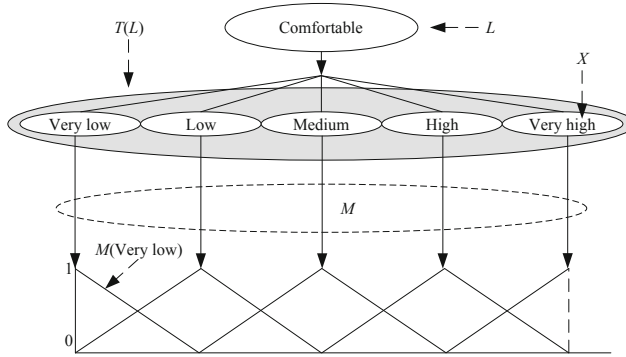 T(L)
Comfortable
L
X
Very low
Low
Medium
High
Very high
M
M(Very low)
1
0